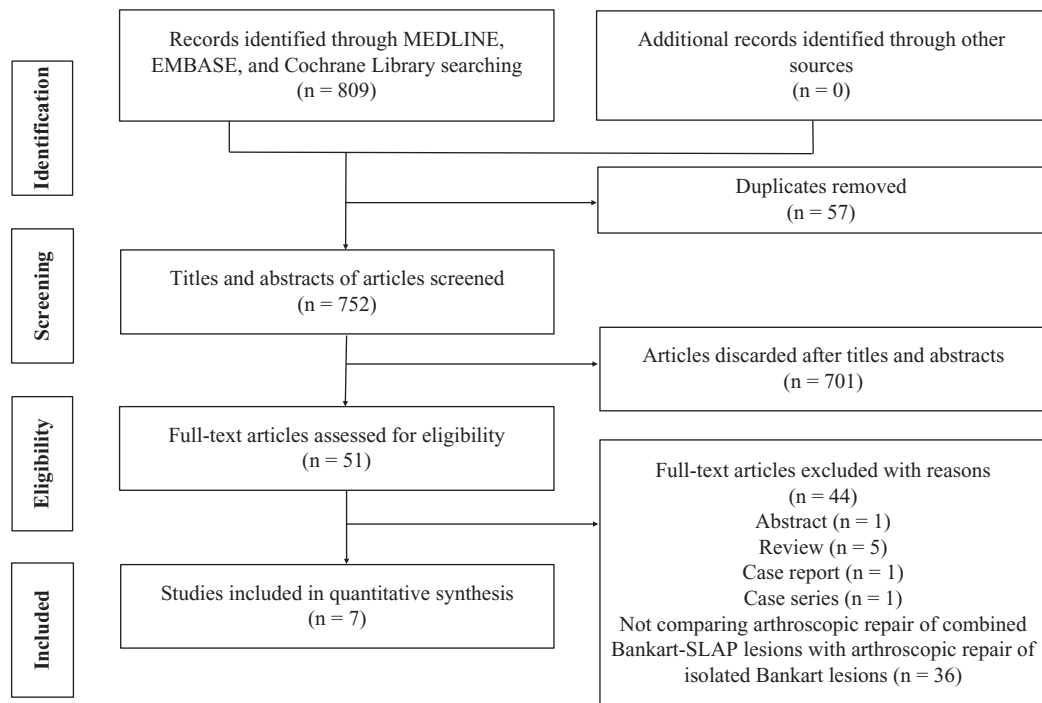 Identification
Records identified through MEDLINE,
EMBASE, and Cochrane Library searching
(n = 809)
Additional records identified through other
sources
(n = 0)
Duplicates removed
(n = 57)
Screening
Titles and abstracts of articles screened
(n = 752)
Articles discarded after titles and abstracts
(n = 701)
Eligibility
Full-text articles assessed for eligibility
(n = 51)
Full-text articles excluded with reasons
(n = 44)
Abstract (n = 1)
Review (n = 5)
Case report (n = 1)
Case series (n = 1)
Not comparing arthroscopic repair of combined
Bankart-SLAP lesions with arthroscopic repair of
isolated Bankart lesions (n = 36)
Included
Studies included in quantitative synthesis
(n = 7)